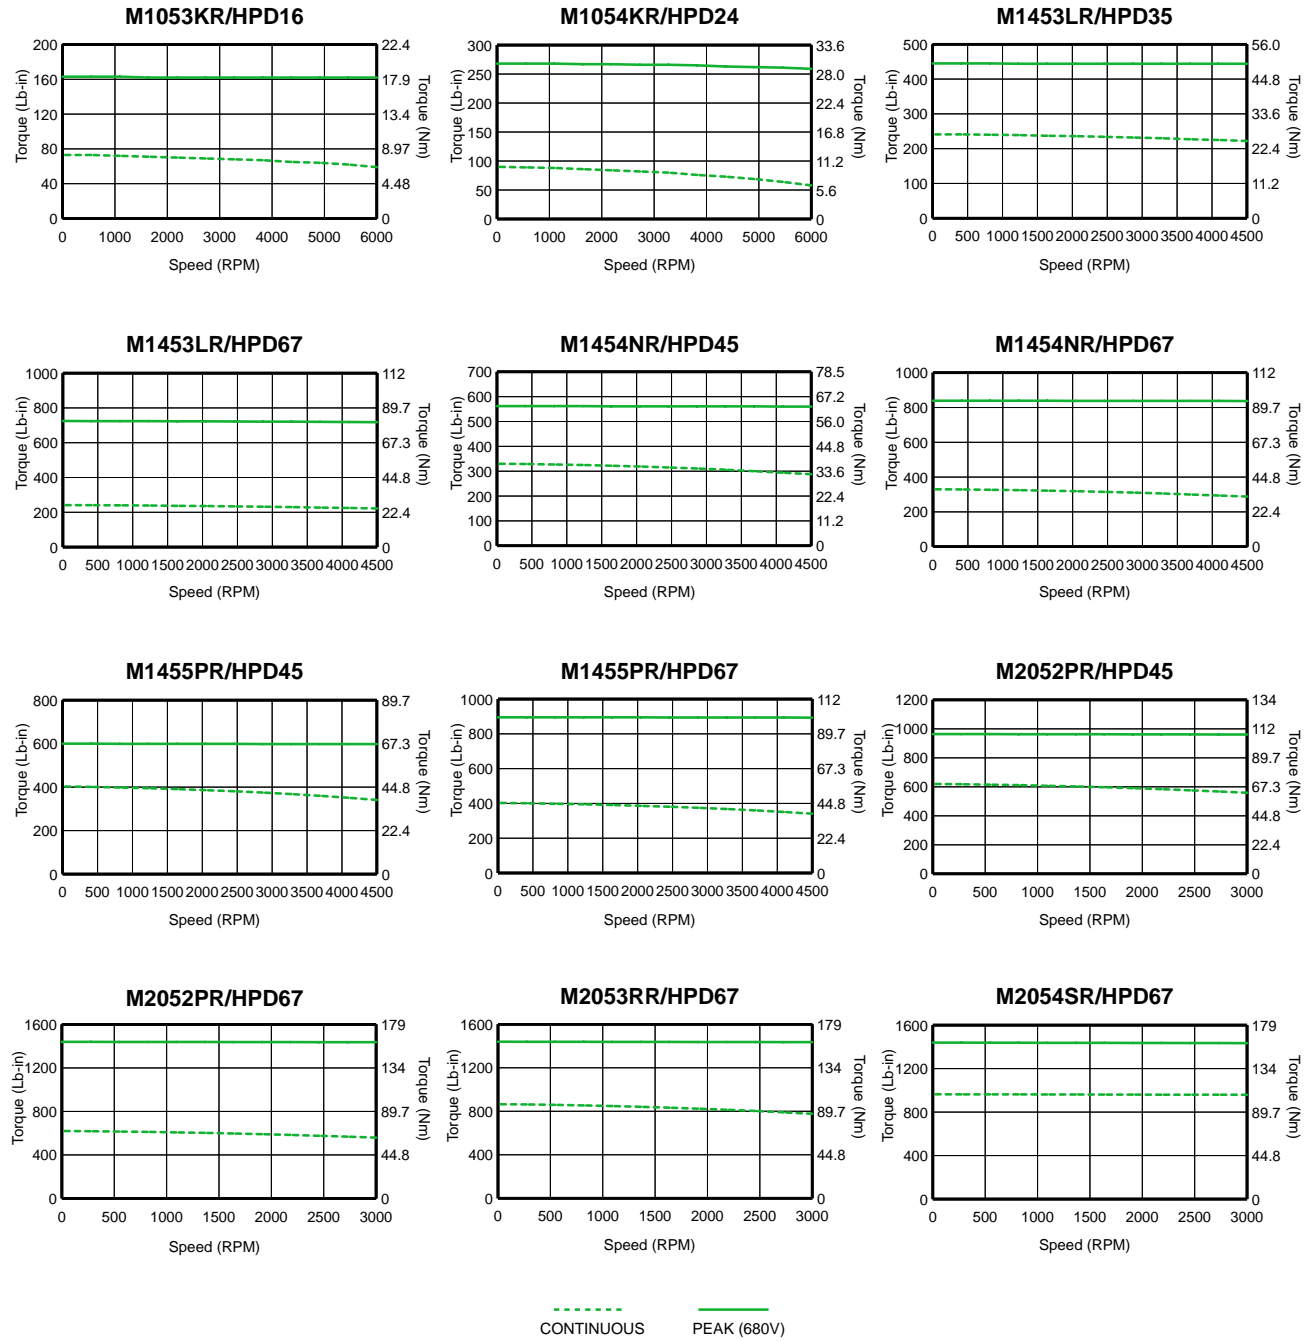 M1053KR/HPD16
Torque (Lb-in)
200
160
120
80
40
0
22.4
17.9
13.4
8.97
4.48
0
Torque (Nm)
0 1000 2000 3000 4000 5000 6000
Speed (RPM)
M1054KR/HPD24
Torque (Lb-in)
300
250
200
150
100
50
0
33.6
28.0
22.4
16.8
11.2
5.6
0
Torque (Nm)
0 1000 2000 3000 4000 5000 6000
Speed (RPM)
M1453LR/HPD35
Torque (Lb-in)
500
400
300
200
100
0
56.0
44.8
33.6
22.4
11.2
0
Torque (Nm)
0 500 1000 1500 2000 2500 3000 3500 4000 4500
Speed (RPM)
M1453LR/HPD67
Torque (Lb-in)
1000
800
600
400
200
0
112
89.7
67.3
44.8
22.4
0
Torque (Nm)
0 500 1000 1500 2000 2500 3000 3500 4000 4500
Speed (RPM)
M1454NR/HPD45
Torque (Lb-in)
700
600
500
400
300
200
100
0
78.5
67.2
56.0
44.8
33.6
22.4
11.2
0
Torque (Nm)
0 500 1000 1500 2000 2500 3000 3500 4000 4500
Speed (RPM)
M1454NR/HPD67
Torque (Lb-in)
1000
800
600
400
200
0
112
89.7
67.3
44.8
22.4
0
Torque (Nm)
0 500 1000 1500 2000 2500 3000 3500 4000 4500
Speed (RPM)
M1455PR/HPD45
Torque (Lb-in)
800
600
400
200
0
89.7
67.3
44.8
22.4
0
Torque (Nm)
0 500 1000 1500 2000 2500 3000 3500 4000 4500
Speed (RPM)
M1455PR/HPD67
Torque (Lb-in)
1000
800
600
400
200
0
112
89.7
67.3
44.8
22.4
0
Torque (Nm)
0 500 1000 1500 2000 2500 3000 3500 4000 4500
Speed (RPM)
M2052PR/HPD45
Torque (Lb-in)
1200
1000
800
600
400
200
0
134
112
89.7
67.3
44.8
22.4
0
Torque (Nm)
0 500 1000 1500 2000 2500 3000
Speed (RPM)
M2052PR/HPD67
Torque (Lb-in)
1600
1200
800
400
0
179
134
89.7
44.8
0
Torque (Nm)
0 500 1000 1500 2000 2500 3000
Speed (RPM)
M2053RR/HPD67
Torque (Lb-in)
1600
1200
800
400
0
179
134
89.7
44.8
0
Torque (Nm)
0 500 1000 1500 2000 2500 3000
Speed (RPM)
M2054SR/HPD67
Torque (Lb-in)
1600
1200
800
400
0
179
134
89.7
44.8
0
Torque (Nm)
0 500 1000 1500 2000 2500 3000
Speed (RPM)
CONTINUOUS PEAK (680V)